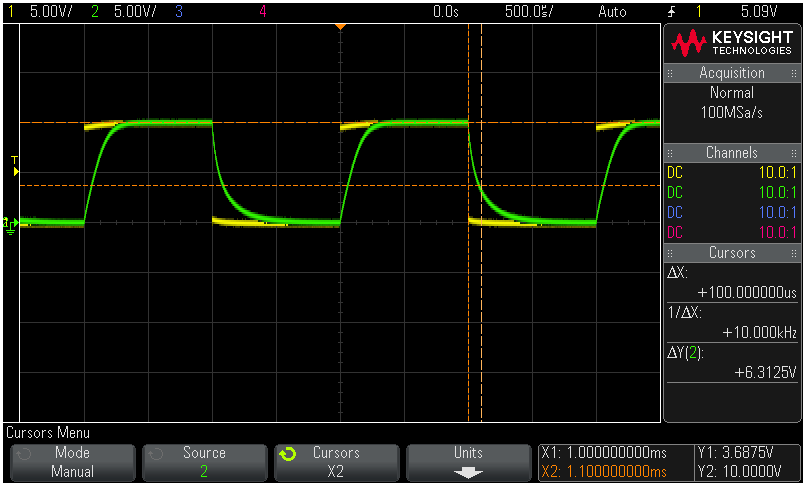 1 5.00V/ 2 5.00V/ 3 4 0.0s 500.0us/ Auto 1 5.09V
KEYSIGHT
TECHNOLOGIES
Acquisition
Normal
100MSa/s
Channels
DC 10.0:1
DC 10.0:1
DC 10.0:1
DC 10.0:1
Cursors
ΔX:
+100.000000us
1/ΔX:
+10.000kHz
ΔY(2):
+6.3125V
T
Cursors Menu
Mode
Manual
Source
2
Cursors
X2
Units
X1: 1.000000000ms
X2: 1.100000000ms
Y1: 3.6875V
Y2: 10.0000V